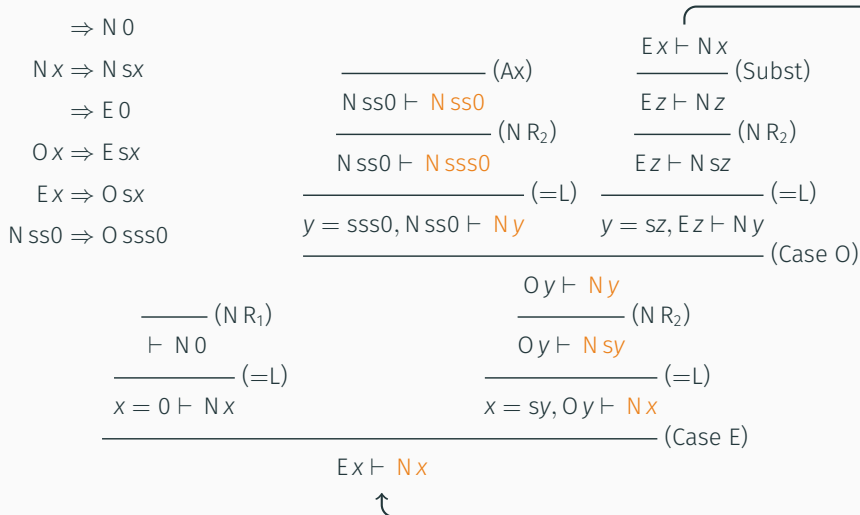 ⇒ N 0
N x ⇒ N sx
⇒ E 0
O x ⇒ E sx
E x ⇒ O sx
N ss0 ⇒ O sss0
E x ⊢ N x
(Ax) (Subst)
N ss0 ⊢ N ss0 E z ⊢ N z
(N R₂) (N R₂)
N ss0 ⊢ N sss0 E z ⊢ N sz
(=L) (=L)
y = sss0, N ss0 ⊢ N y y = sz, E z ⊢ N y
(Case O)
O y ⊢ N y
(N R₁) (N R₂)
⊢ N 0 O y ⊢ N sy
(=L) (=L)
x = 0 ⊢ N x x = sy, O y ⊢ N x
(Case E)
E x ⊢ N x